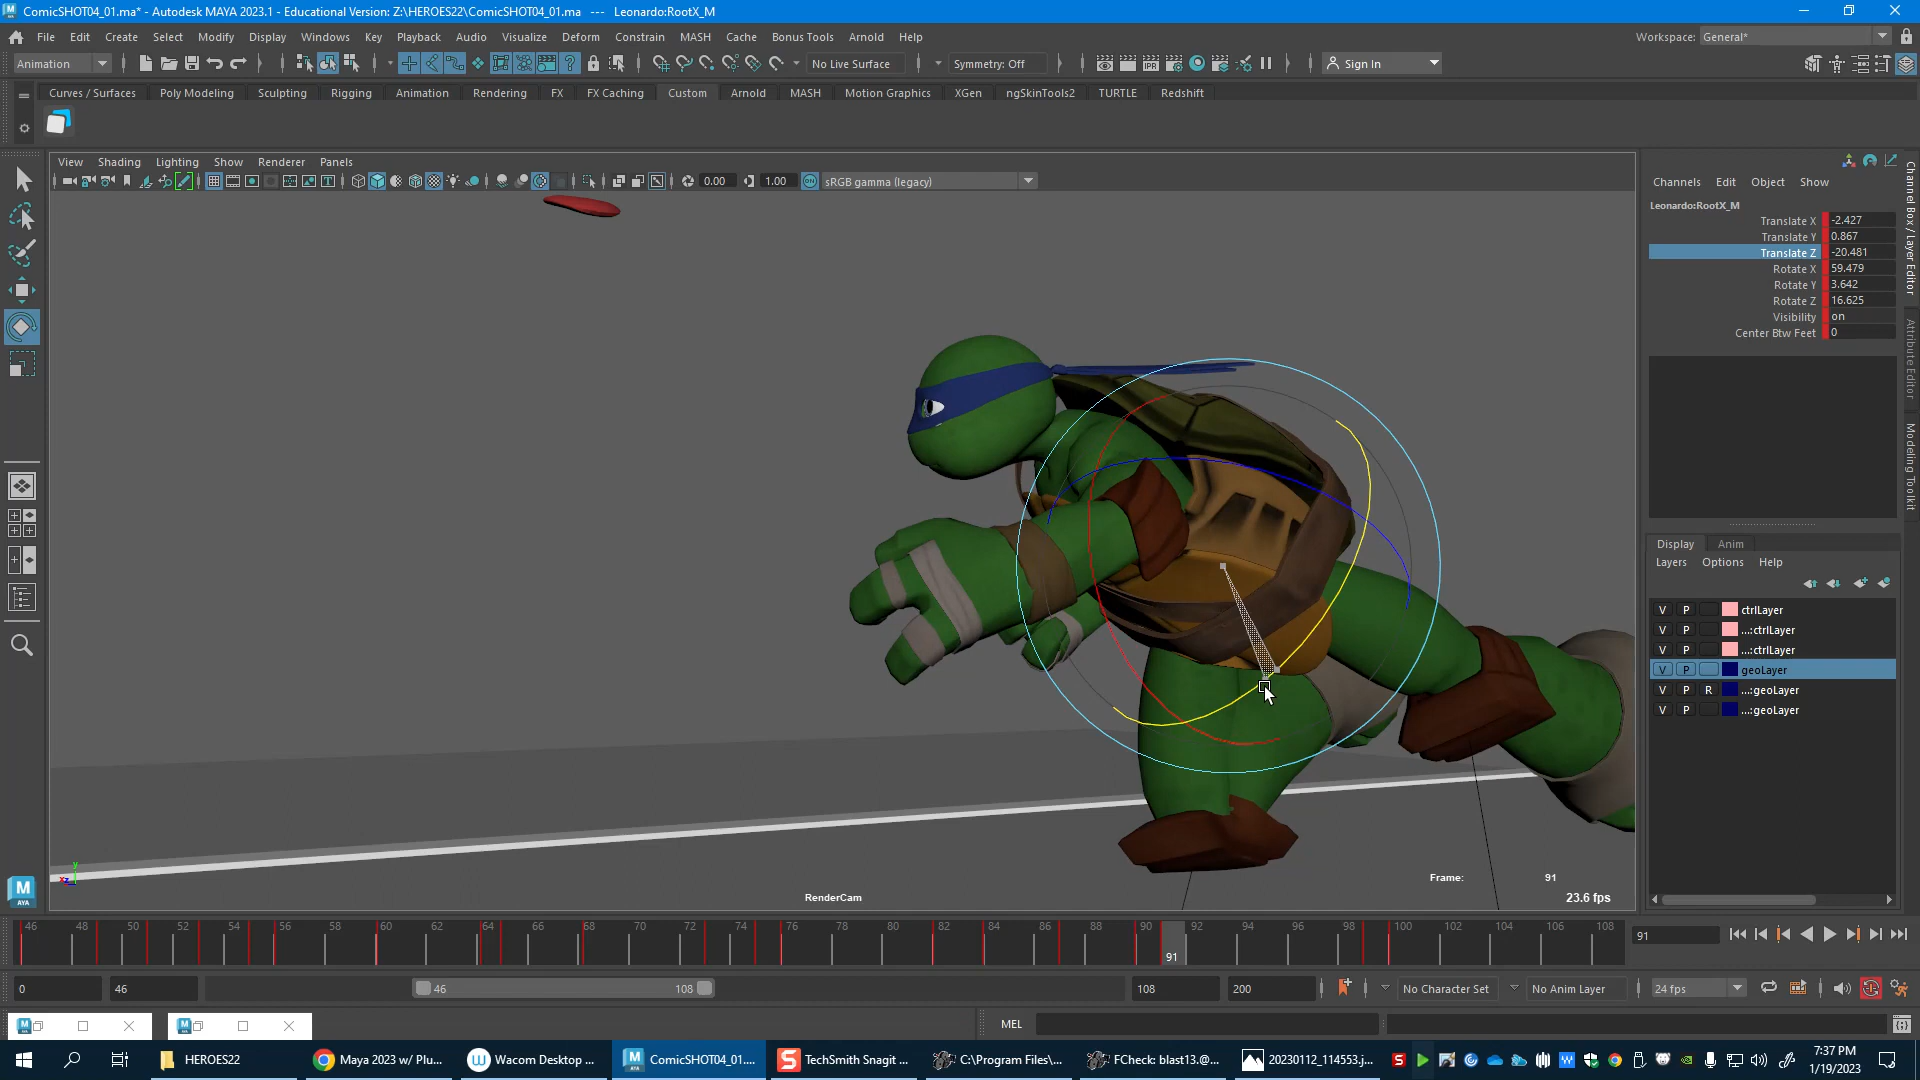 ComicSHOT04_01.ma* - Autodesk MAYA 2023.1 - Educational Version: Z:\HEROES22\ComicSHOT04_01.ma --- Leonardo:RootX_M
File Edit Create Select Modify Display Windows Key Playback Audio Visualize Deform Constrain MASH Cache Bonus Tools Arnold Help
Workspace: General*
Animation No Live Surface Symmetry: Off Sign In
Curves / Surfaces Poly Modeling Sculpting Rigging Animation Rendering FX FX Caching Custom Arnold MASH Motion Graphics XGen ngSkinTools2 TURTLE Redshift
View Shading Lighting Show Renderer Panels
0.00 1.00 sRGB gamma (legacy)
Channels Edit Object Show
Leonardo:RootX_M
Translate X -2.427
Translate Y 0.867
Translate Z -20.481
Rotate X 59.479
Rotate Y 3.642
Rotate Z 16.625
Visibility on
Center Btw Feet 0
Channel Box / Layer Editor
Attribute Editor
Modeling Toolkit
Display Anim
Layers Options Help
V P ctrlLayer
V P ...:ctrlLayer
V P ...:ctrlLayer
V P geoLayer
V P R ...:geoLayer
V P ...:geoLayer
Frame: 91
RenderCam
23.6 fps
M
AYA
46 48 50 52 54 56 58 60 62 64 66 68 70 72 74 76 78 80 82 84 86 88 90 92 94 96 98 100 102 104 106 108
91
91
0 46 46 108 108 200 No Character Set No Anim Layer 24 fps
MEL
HEROES22 Maya 2023 w/ Plu... Wacom Desktop ... ComicSHOT04_01.... TechSmith Snagit ... C:\Program Files\... FCheck: blast13.@... 20230112_114553.j...
7:37 PM
1/19/2023